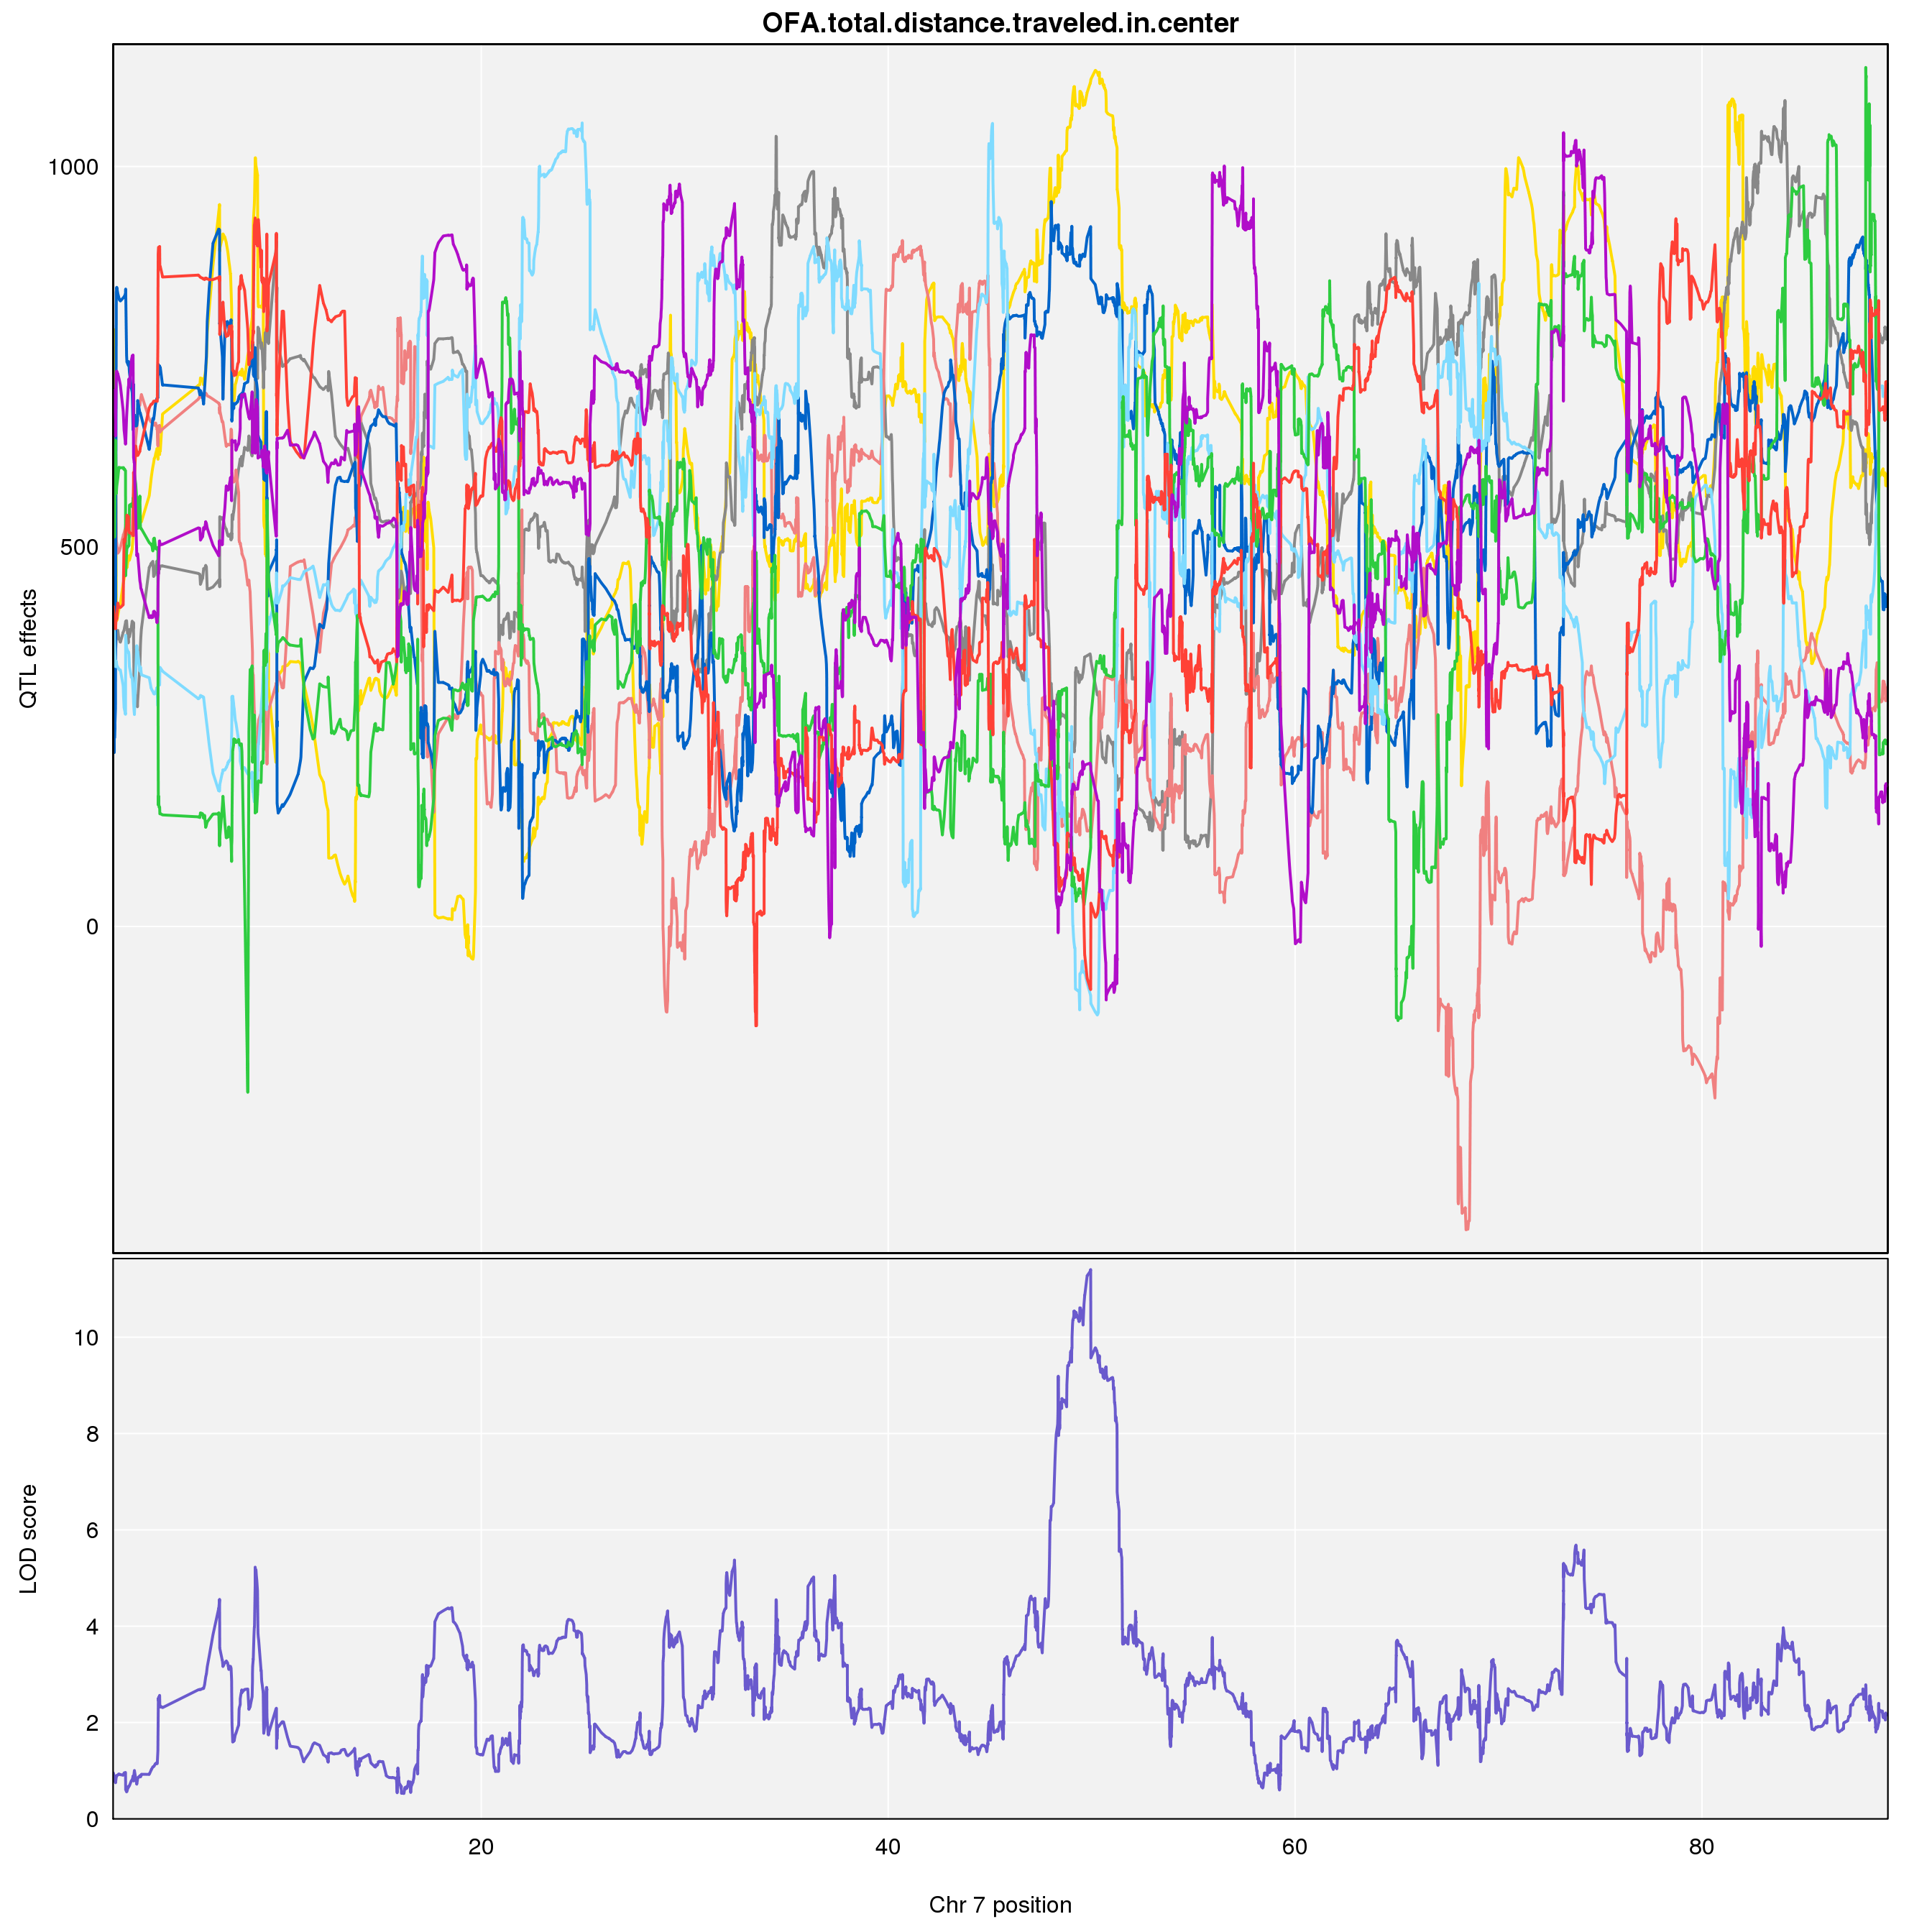 OFA.total.distance.traveled.in.center
1000
500
0
QTL effects
10
8
6
4
2
0
LOD score
20 40 60 80
Chr 7 position